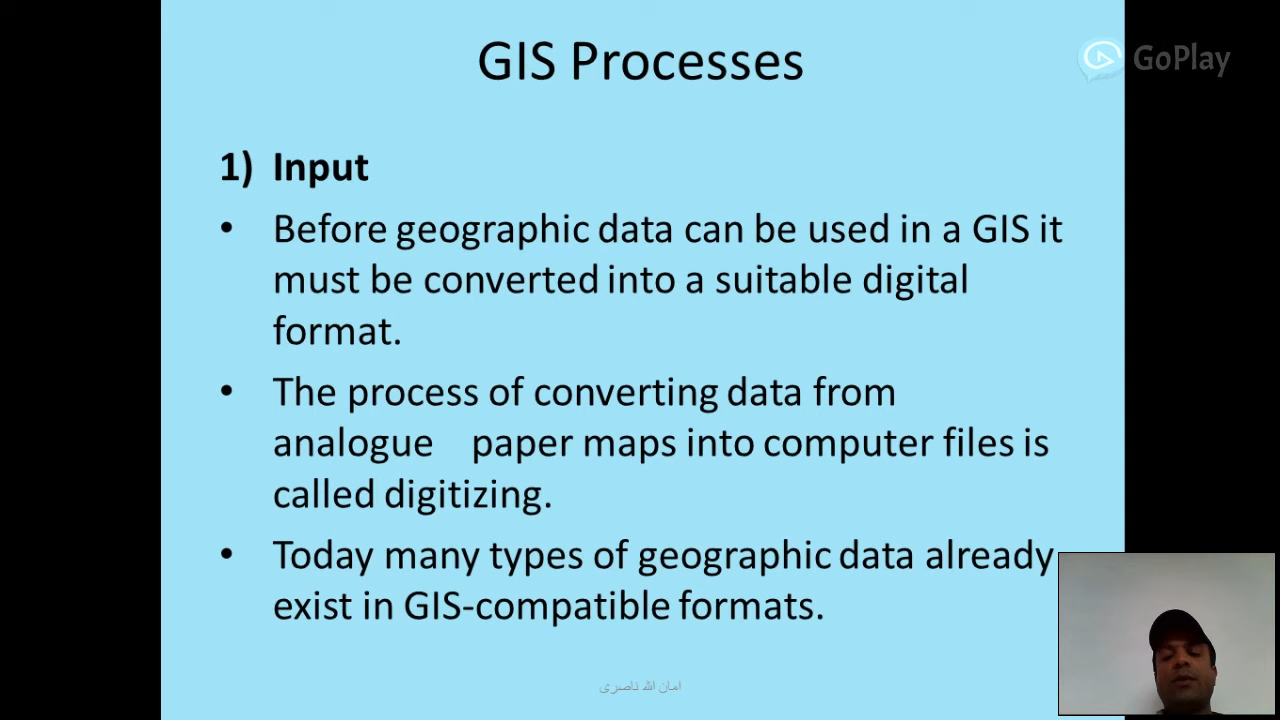 GIS Processes
GoPlay
1) Input
• Before geographic data can be used in a GIS it
must be converted into a suitable digital
format.
• The process of converting data from
analogue paper maps into computer files is
called digitizing.
• Today many types of geographic data already
exist in GIS-compatible formats.
امان الله ناصری